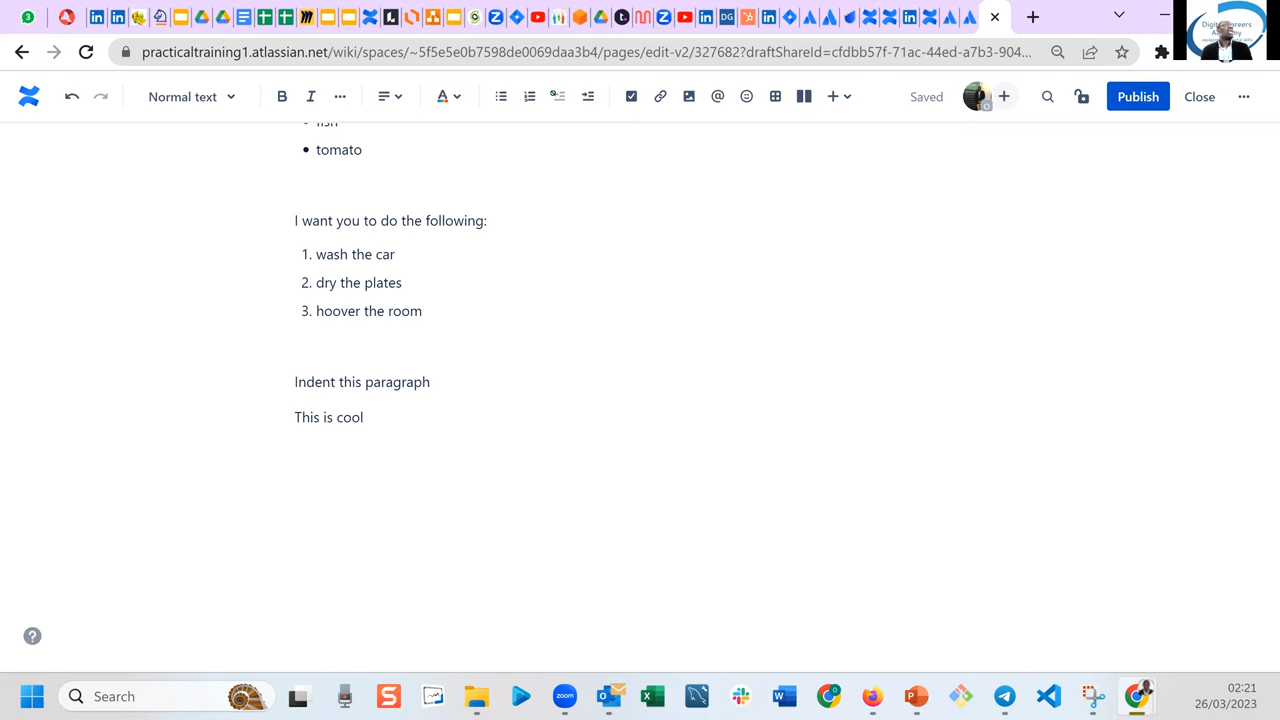 practicaltraining1.atlassian.net/wiki/spaces/~5f5e5e0b7598de0069daa3b4/pages/edit-v2/327682?draftShareId=cfdbb57f-71ac-44ed-a7b3-904...
Normal text
Saved
Publish
Close
fish
tomato
I want you to do the following:
1. wash the car
2. dry the plates
3. hoover the room
Indent this paragraph
This is cool
Search
02:21
26/03/2023